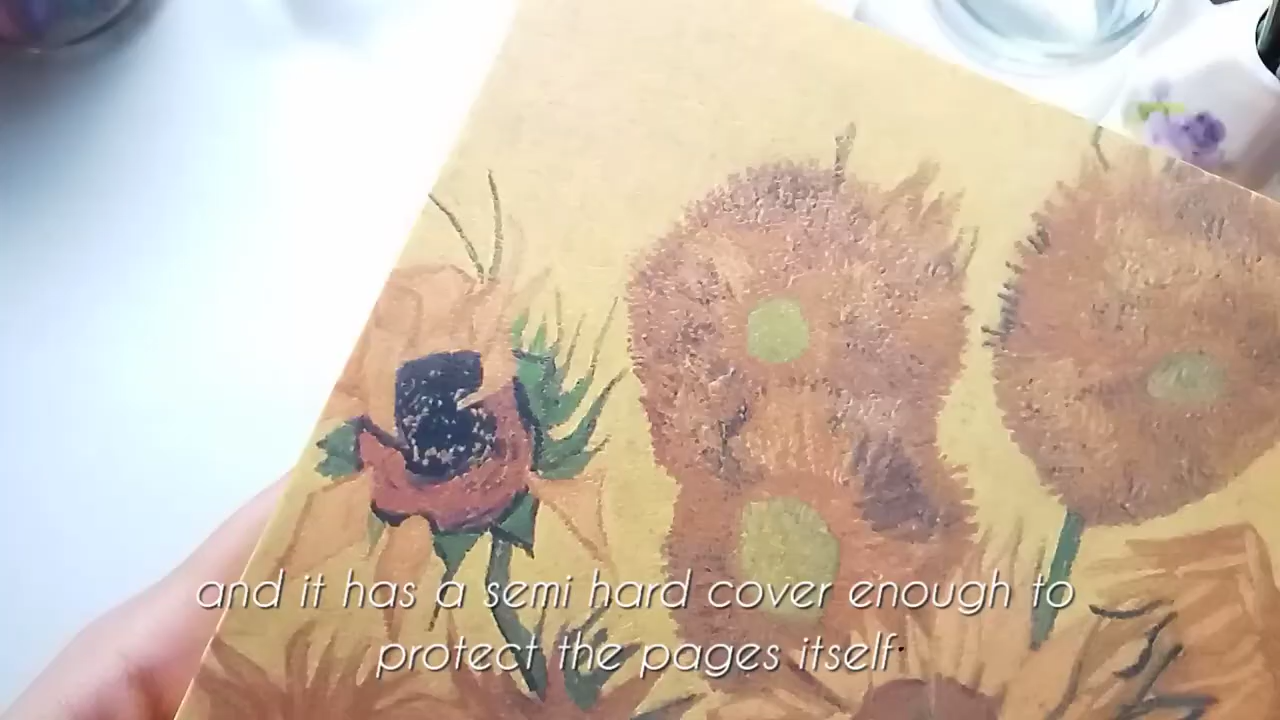 and it has a semi hard cover enough to
protect the pages itself.